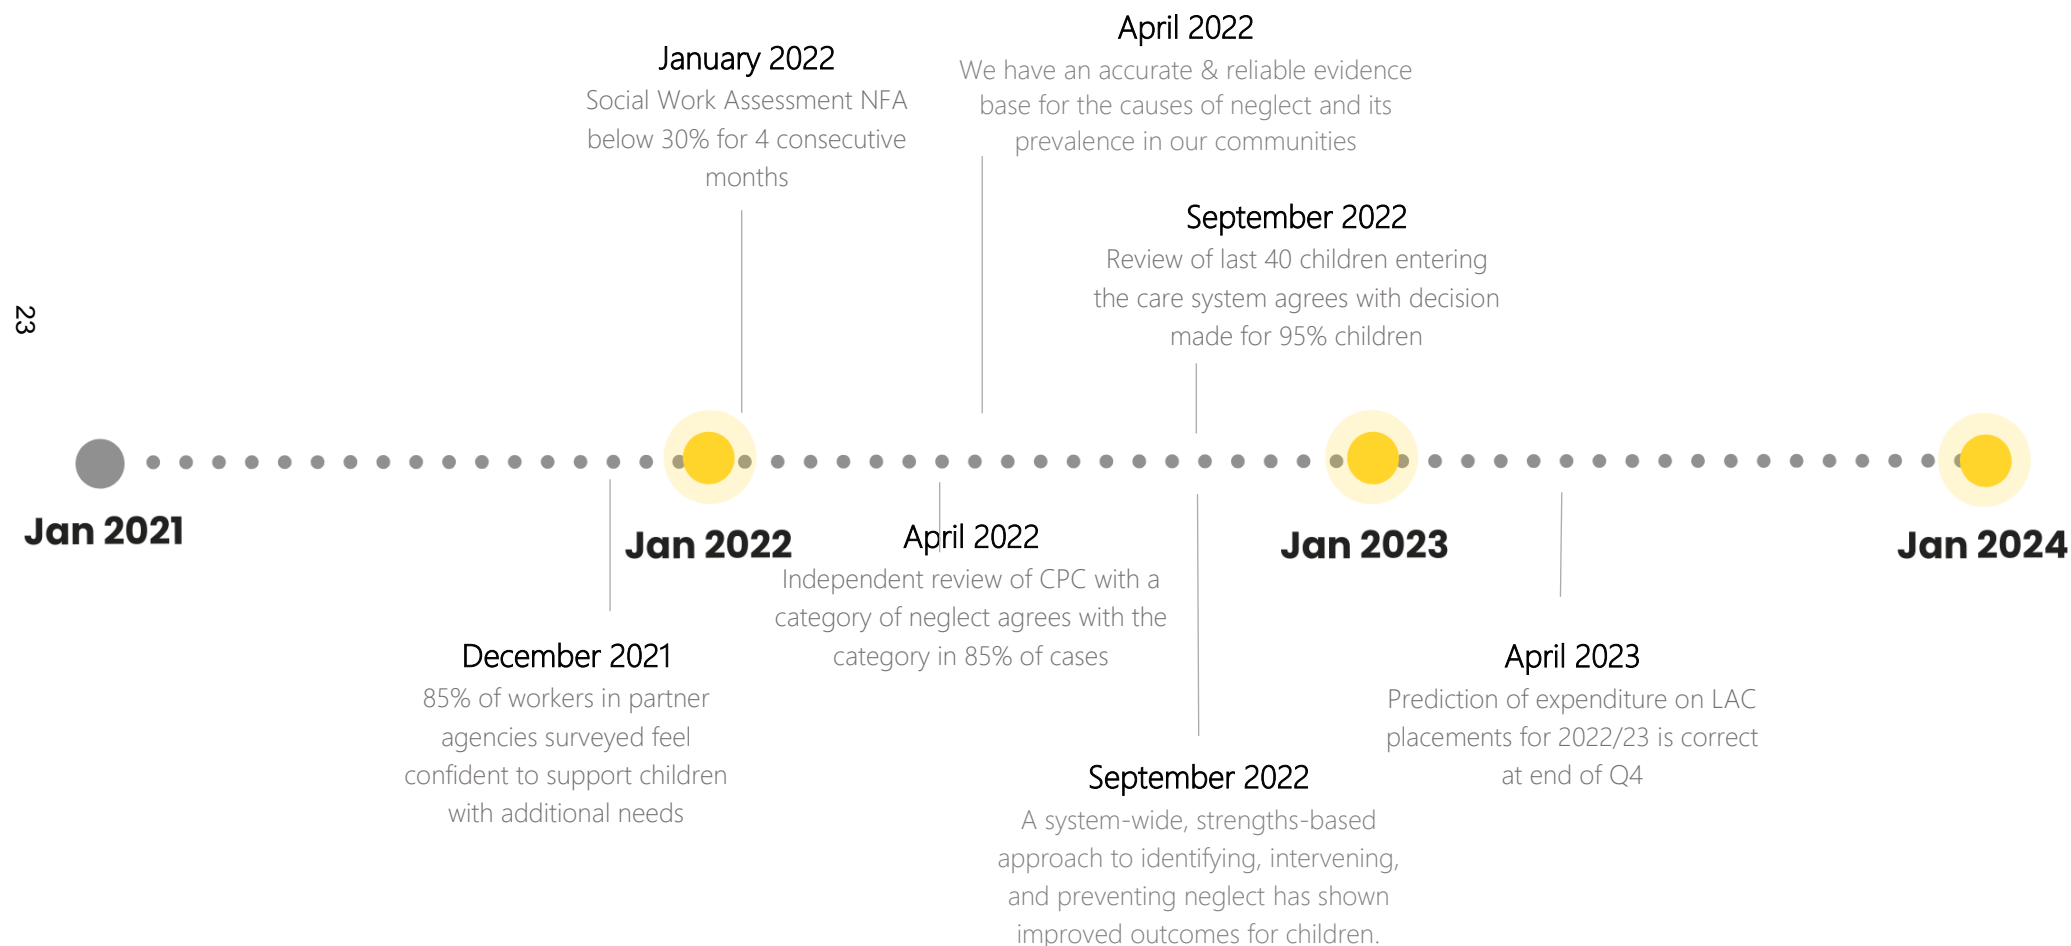 January 2022
Social Work Assessment NFA
below 30% for 4 consecutive
months
April 2022
We have an accurate & reliable evidence
base for the causes of neglect and its
prevalence in our communities
September 2022
Review of last 40 children entering
the care system agrees with decision
made for 95% children
23
Jan 2021
Jan 2022
Jan 2023
Jan 2024
December 2021
85% of workers in partner
agencies surveyed feel
confident to support children
with additional needs
April 2022
Independent review of CPC with a
category of neglect agrees with the
category in 85% of cases
September 2022
A system-wide, strengths-based
approach to identifying, intervening,
and preventing neglect has shown
improved outcomes for children.
April 2023
Prediction of expenditure on LAC
placements for 2022/23 is correct
at end of Q4